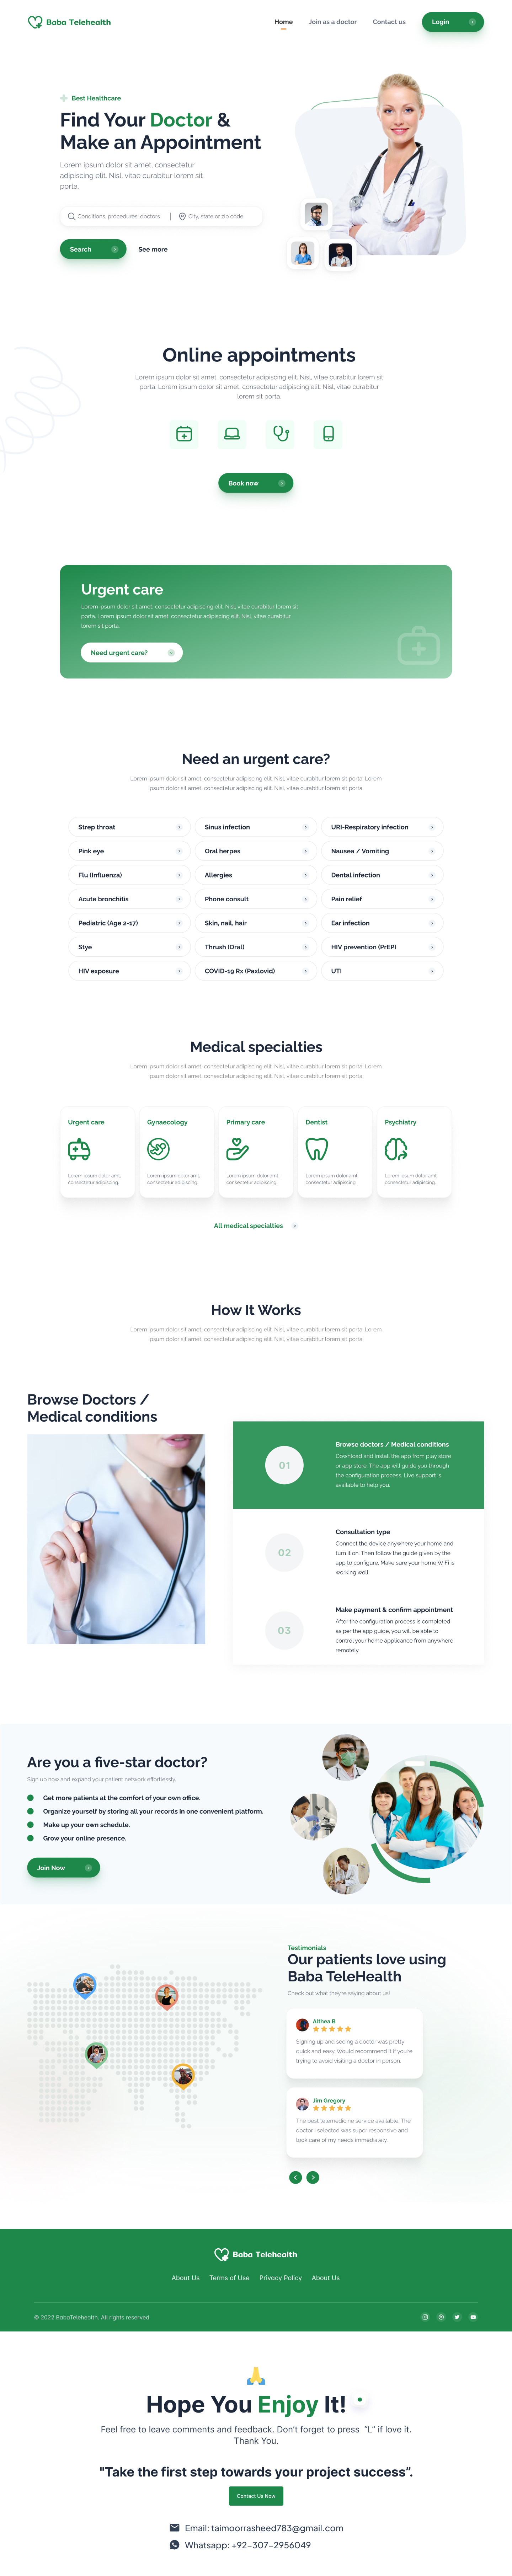 Baba Telehealth
Home Join as a doctor Contact us Login
Best Healthcare
Find Your Doctor &
Make an Appointment
Lorem ipsum dolor sit amet, consectetur
adipiscing elit. Nisl, vitae curabitur lorem sit
porta.
Conditions, procedures, doctors City, state or zip code
Search See more
Online appointments
Lorem ipsum dolor sit amet, consectetur adipiscing elit. Nisl, vitae curabitur lorem sit
porta Lorem ipsum dolor sit amet, consectetur adipiscing elit. Nisl, vitae curabitur
lorem sit porta.
Book now
Urgent care
Lorem ipsum dolor sit amet, consectetur adipiscing elit. Nisl, vitae curabitur lorem sit
porta. Lorem ipsum dolor sit amet, consectetur adipiscing elit. Nisl, vitae curabitur
lorem sit porta.
Need urgent care?
Need an urgent care?
Lorem ipsum dolor sit amet, consectetur adipiscing elit. Nisl, vitae curabitur lorem sit porta Lorem
ipsum dolor sit amet, consectetur adipiscing elit. Nisl, vitae curabitur lorem sit porta
Strep throat Sinus infection URI-Respiratory infection
Pink eye Oral herpes Nausea / Vomiting
Flu (Influenza) Allergies Dental infection
Acute bronchitis Phone consult Pain relief
Pediatric (Age 2-17) Skin, nail, hair Ear infection
Stye Thrush (Oral) HIV prevention (PrEP)
HIV exposure COVID-19 Rx (Paxlovid) UTI
Medical specialties
Lorem ipsum dolor sit amet, consectetur adipiscing elit. Nisl, vitae curabitur lorem sit porta Lorem
ipsum dolor sit amet, consectetur adipiscing elit. Nisl, vitae curabitur lorem sit porta
Urgent care Gynaecology Primary care Dentist Psychiatry
Lorem ipsum dolor amt, Lorem ipsum dolor amt, Lorem ipsum dolor amt, Lorem ipsum dolor amt, Lorem ipsum dolor amt,
consectetur adipiscing. consectetur adipiscing. consectetur adipiscing. consectetur adipiscing. consectetur adipiscing.
All medical specialties
How It Works
Lorem ipsum dolor sit amet, consectetur adipiscing elit. Nisl, vitae curabitur lorem sit porta Lorem
ipsum dolor sit amet, consectetur adipiscing elit. Nisl, vitae curabitur lorem sit porta
Browse Doctors /
Medical conditions
01
Browse doctors / Medical conditions
Download and install the app from play store
or app store. The app will guide you through
the configuration process. Live support is
available to help you.
02
Consultation type
Connect the device anywhere your home and
turn it on. Then follow the guide given by the
app to configure. Make sure your home WiFi is
working well.
03
Make payment & confirm appointment
After the configuration process is completed
as per the app guide, you will be able to
control your home applicance from anywhere
remotely.
Are you a five-star doctor?
Sign up now and expand your patient network effortlessly.
Get more patients at the comfort of your own office.
Organize yourself by storing all your records in one convenient platform.
Make up your own schedule.
Grow your online presence.
Join Now
Testimonials
Our patients love using
Baba TeleHealth
Check out what they're saying about us!
Althea B
Signing up and seeing a doctor was pretty
quick and easy. Would recommend it if you're
trying to avoid visiting a doctor in person.
Jim Gregory
The best telemedicine service available. The
doctor I selected was super responsive and
took care of my needs immediately.
Baba Telehealth
About Us Terms of Use Privacy Policy About Us
© 2022 BabaTelehealth. All rights reserved
Hope You Enjoy It!
Feel free to leave comments and feedback. Don't forget to press "L" if love it.
Thank You.
"Take the first step towards your project success".
Contact Us Now
Email: taimoorrasheed783@gmail.com
Whatsapp: +92-307-2956049